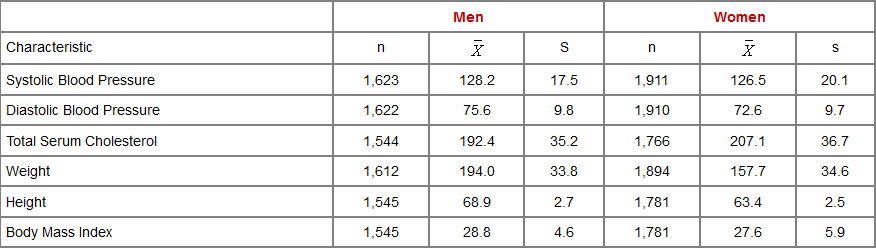 Men Women
Characteristic n X̅ S n X̅ s
Systolic Blood Pressure 1,623 128.2 17.5 1,911 126.5 20.1
Diastolic Blood Pressure 1,622 75.6 9.8 1,910 72.6 9.7
Total Serum Cholesterol 1,544 192.4 35.2 1,766 207.1 36.7
Weight 1,612 194.0 33.8 1,894 157.7 34.6
Height 1,545 68.9 2.7 1,781 63.4 2.5
Body Mass Index 1,545 28.8 4.6 1,781 27.6 5.9